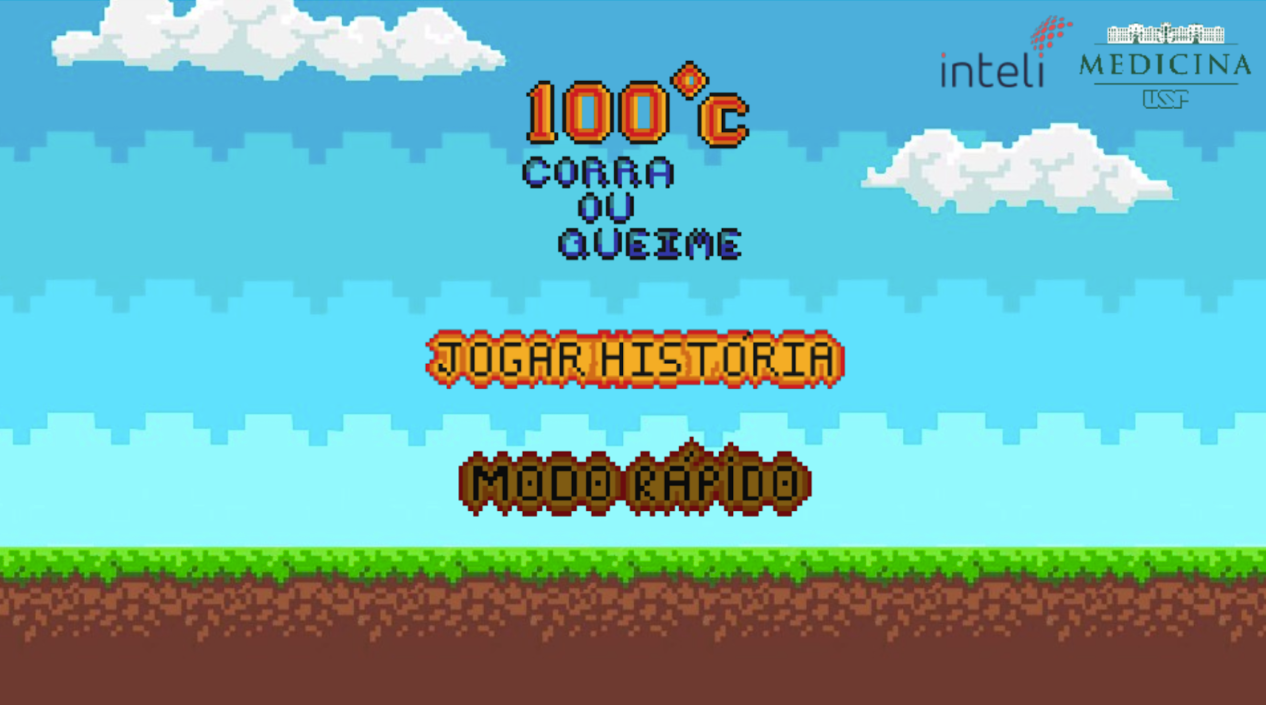 100°C
CORRA
OU
QUEIME
inteli
MEDICINA
USP
JOGAR HISTÓRIA
MODO RÁPIDO